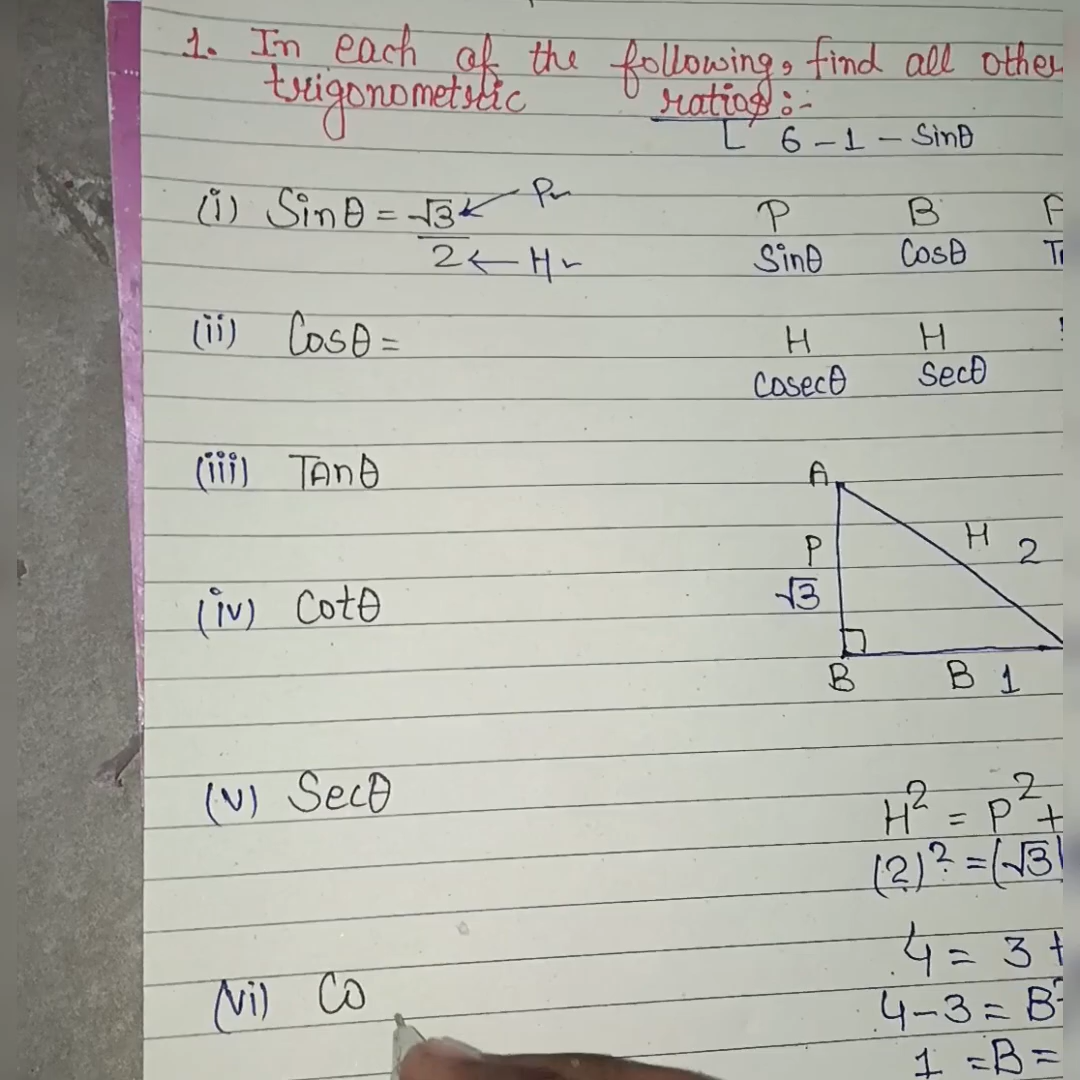 1. In each of the following, find all other
trigonometric ratios :-
6 - 1 - Sinθ
(i) Sinθ = √3 ← P
2 ← H
P B P
Sinθ Cosθ T
(ii) Cosθ =
H H
Cosecθ Secθ
(iii) TAnθ
A
P √3
H 2
B B 1
(iv) Cotθ
(v) Secθ
H² = P² +
(2)² = (√3)
4 = 3 +
(vi) Co
4 - 3 = B²
1 = B =